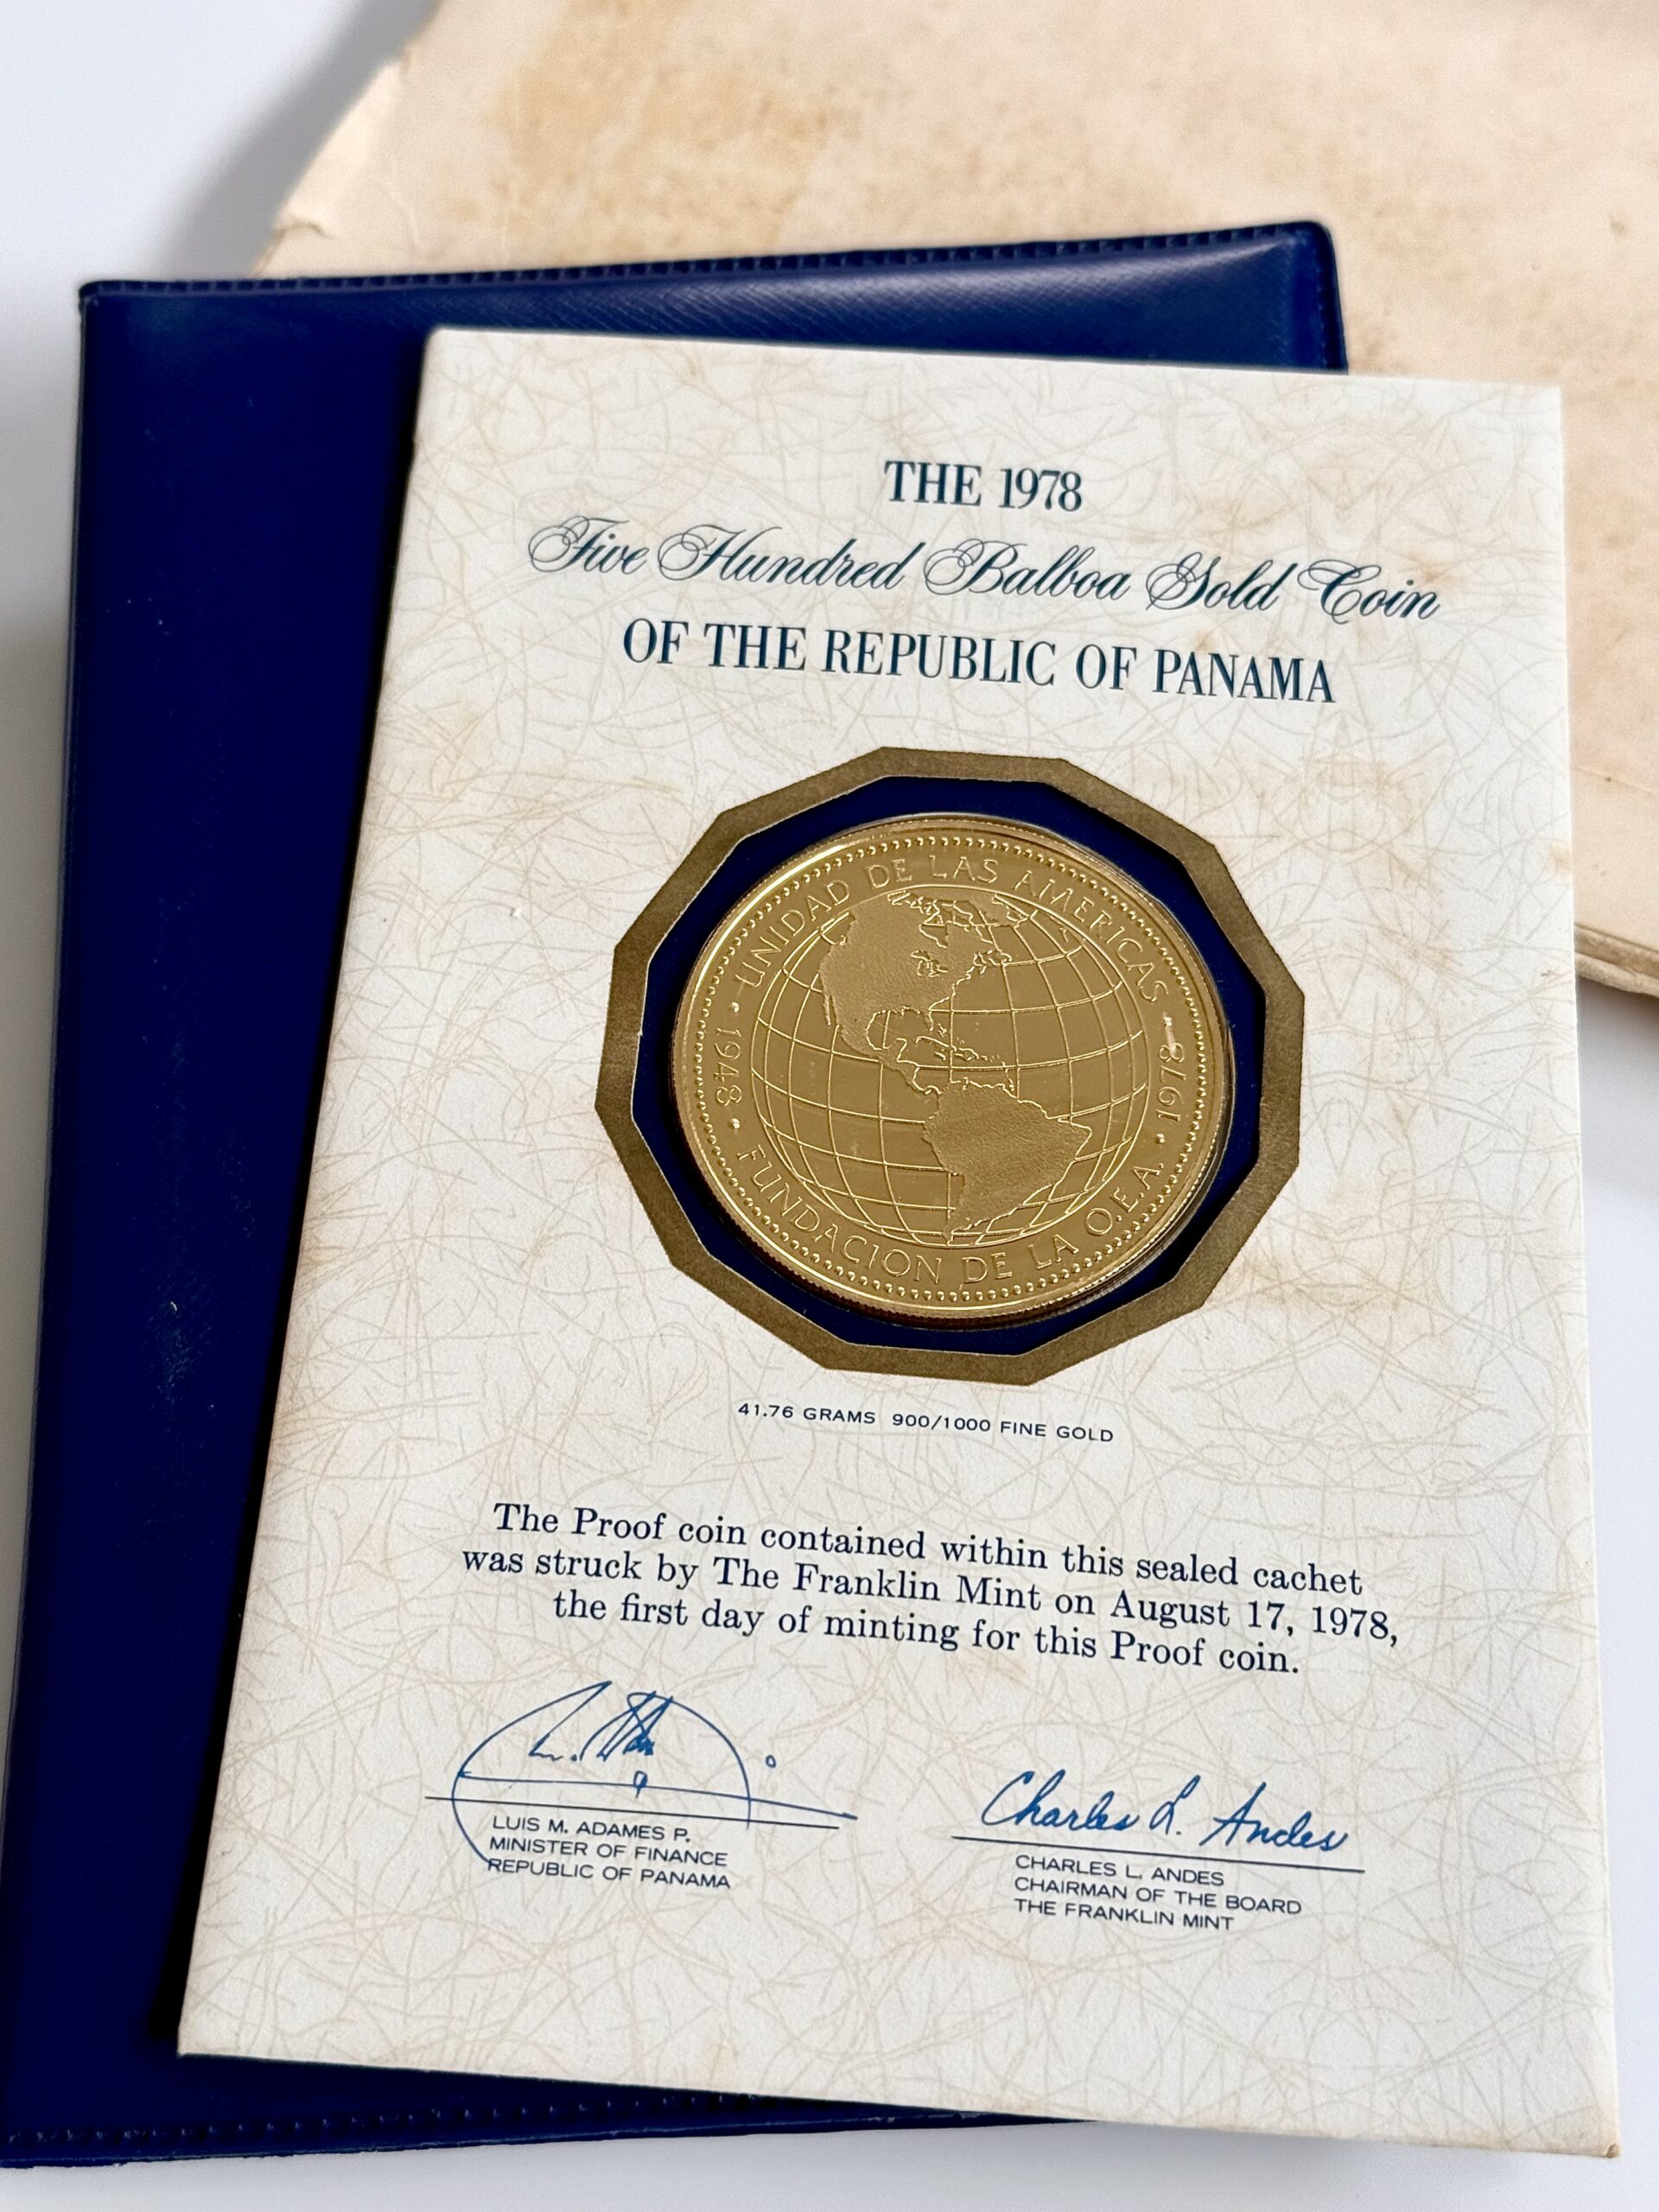 THE 1978
Five Hundred Balboa Gold Coin
OF THE REPUBLIC OF PANAMA
UNIDAD DE LAS AMERICAS
• 1948 •
• 1978
FUNDACION DE LA O.E.A.
41.76 GRAMS 900/1000 FINE GOLD
The Proof coin contained within this sealed cachet
was struck by The Franklin Mint on August 17, 1978,
the first day of minting for this Proof coin.
LUIS M. ADAMES P.
MINISTER OF FINANCE
REPUBLIC OF PANAMA
Charles L. Andes
CHARLES L. ANDES
CHAIRMAN OF THE BOARD
THE FRANKLIN MINT